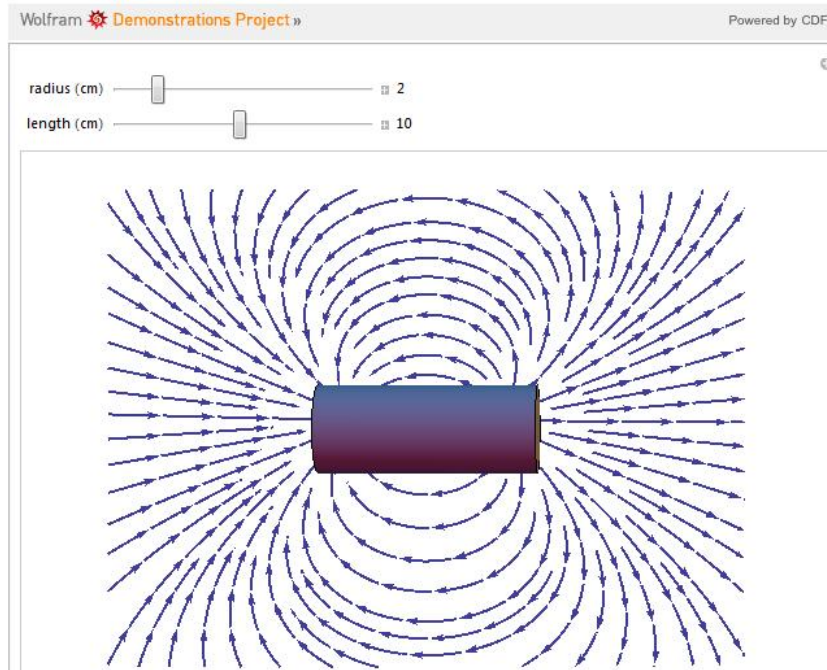 Wolfram Demonstrations Project »
Powered by CDF
radius (cm) 2
length (cm) 10